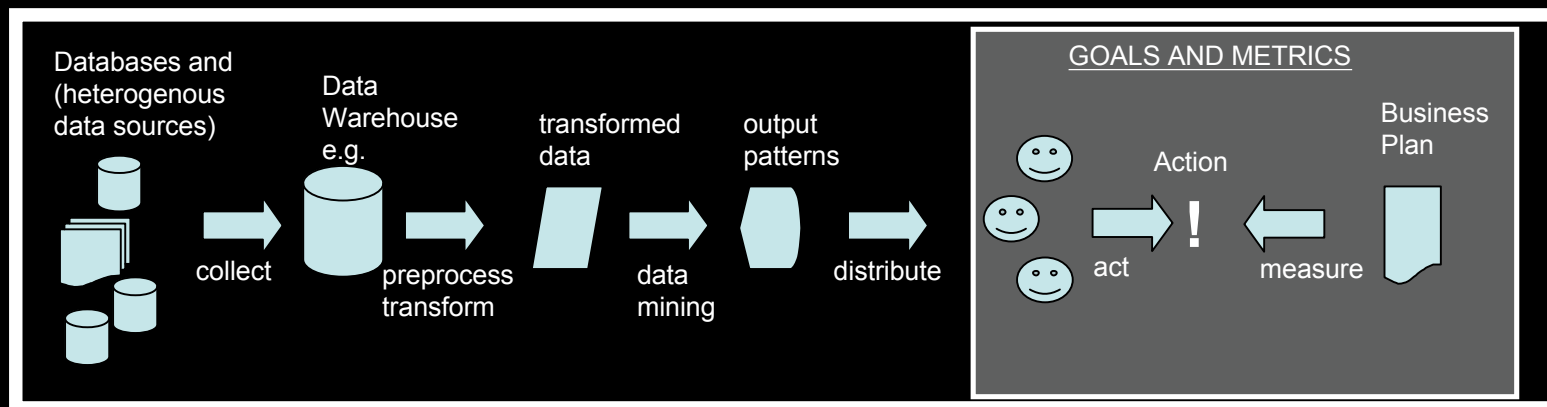 Databases and
(heterogenous
data sources)
collect
Data
Warehouse
e.g.
preprocess
transform
transformed
data
data
mining
output
patterns
distribute
GOALS AND METRICS
act
Action
!
measure
Business
Plan